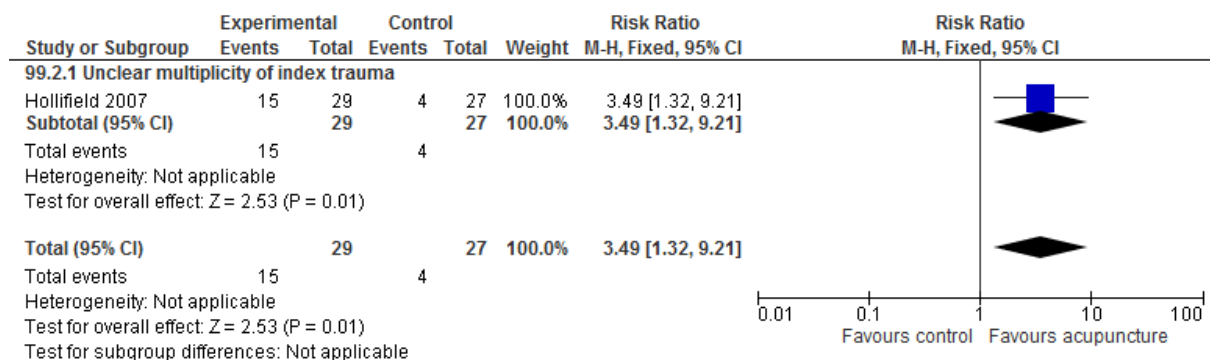 Experimental Control Risk Ratio Risk Ratio
Study or Subgroup Events Total Events Total Weight M-H, Fixed, 95% CI M-H, Fixed, 95% CI
99.2.1 Unclear multiplicity of index trauma
Hollifield 2007 15 29 4 27 100.0% 3.49 [1.32, 9.21]
Subtotal (95% CI) 29 27 100.0% 3.49 [1.32, 9.21]
Total events 15 4
Heterogeneity: Not applicable
Test for overall effect: Z = 2.53 (P = 0.01)
Total (95% CI) 29 27 100.0% 3.49 [1.32, 9.21]
Total events 15 4
Heterogeneity: Not applicable
Test for overall effect: Z = 2.53 (P = 0.01)
Test for subgroup differences: Not applicable
0.01 0.1 1 10 100
Favours control Favours acupuncture